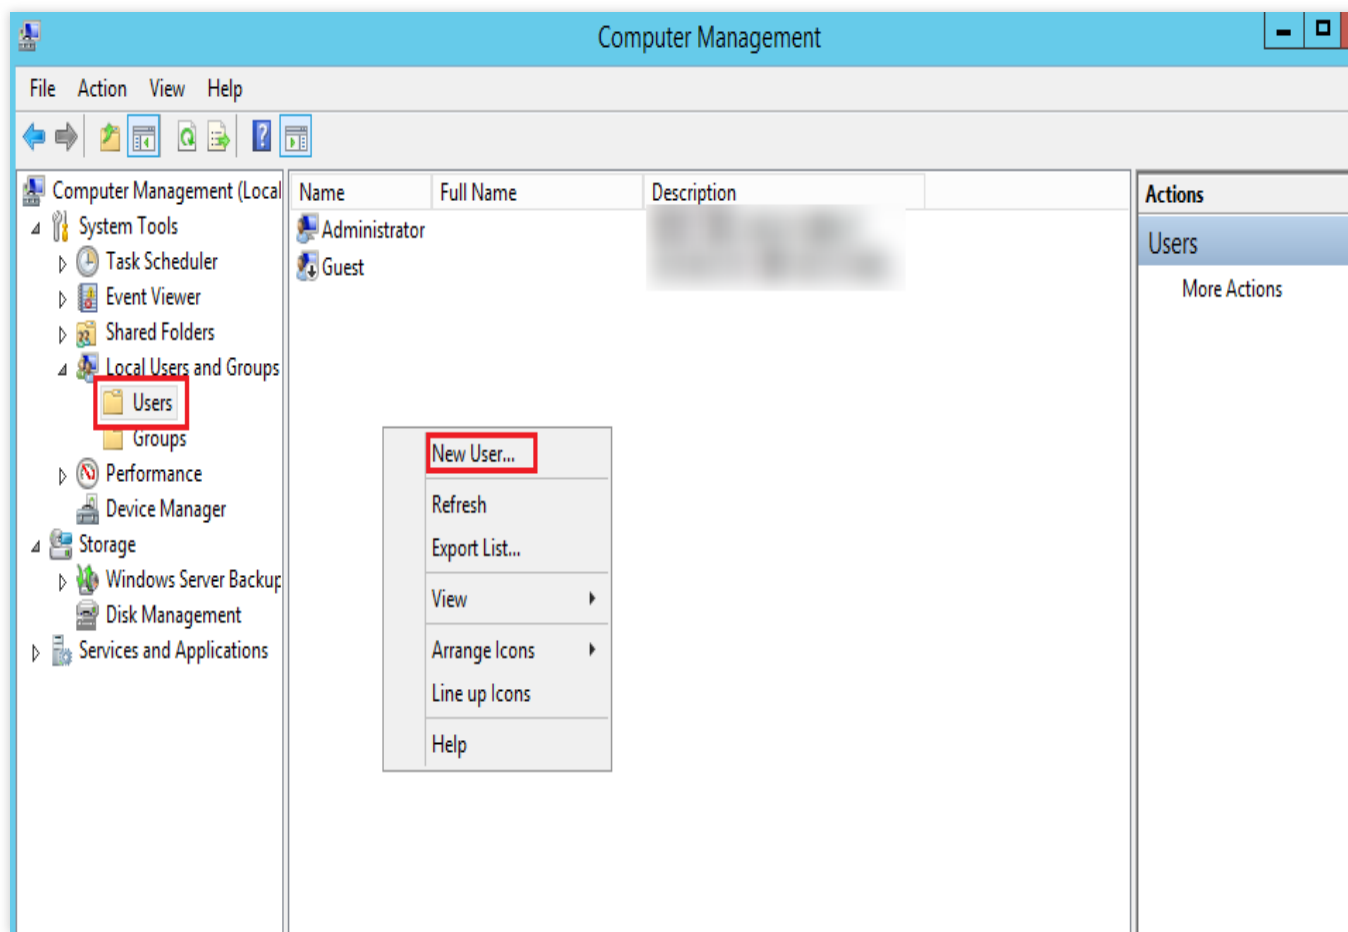 Computer Management
File Action View Help
Computer Management (Local
System Tools
Task Scheduler
Event Viewer
Shared Folders
Local Users and Groups
Users
Groups
Performance
Device Manager
Storage
Windows Server Backup
Disk Management
Services and Applications
Name Full Name Description
Administrator
Guest
New User...
Refresh
Export List...
View
Arrange Icons
Line up Icons
Help
Actions
Users
More Actions